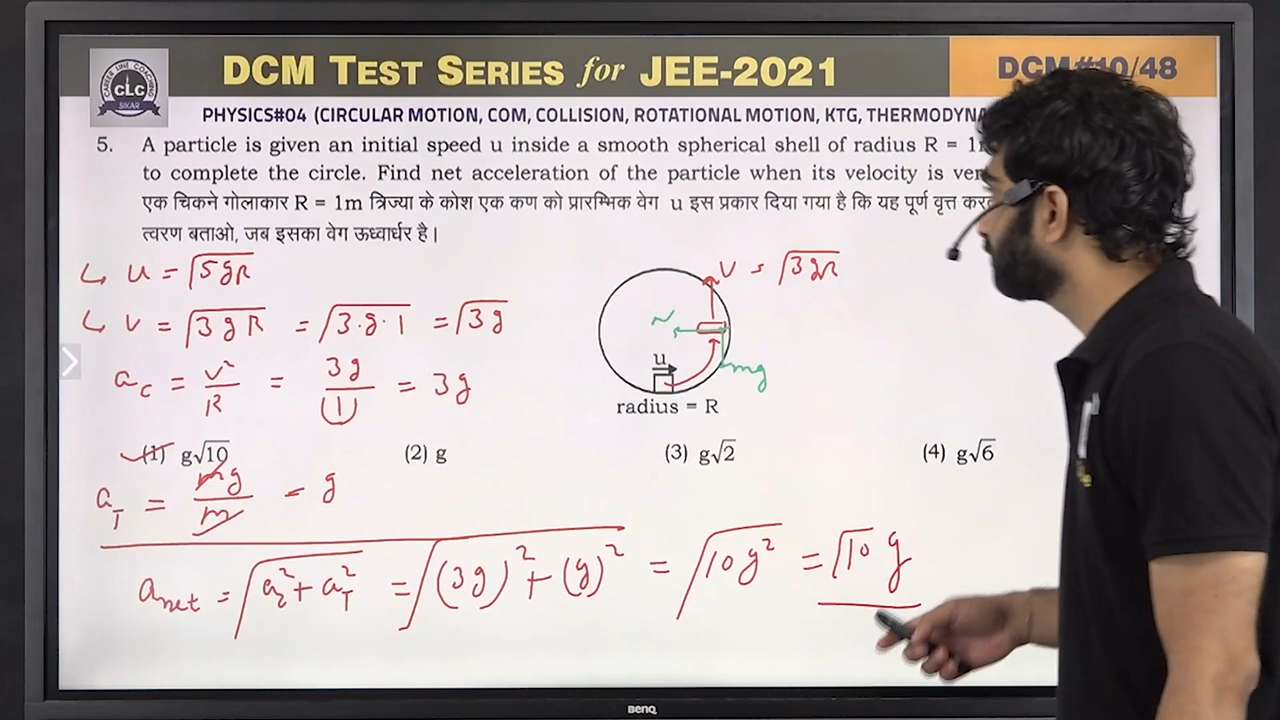 CAREER LINE COACHING
CLC
SIKAR
DCM TEST SERIES for JEE-2021
DCM#10/48
PHYSICS#04 (CIRCULAR MOTION, COM, COLLISION, ROTATIONAL MOTION, KTG, THERMODYNA
5. A particle is given an initial speed u inside a smooth spherical shell of radius R = 1
to complete the circle. Find net acceleration of the particle when its velocity is ver
एक चिकने गोलाकार R = 1m त्रिज्या के कोश एक कण को प्रारम्भिक वेग u इस प्रकार दिया गया है कि यह पूर्ण वृत्त कर
त्वरण बताओ, जब इसका वेग ऊर्ध्वाधर है।
↳ u = √5gR
V = √3gR
↳ v = √3gR = √3·g·1 = √3g
N
u
mg
a_c = v²/R = 3g/(1) = 3g
radius = R
(1) g√10 (2) g (3) g√2 (4) g√6
a_T = mg/m = g
a_net = √a_c² + a_T² = √(3g)² + (g)² = √10g² = √10 g
BenQ